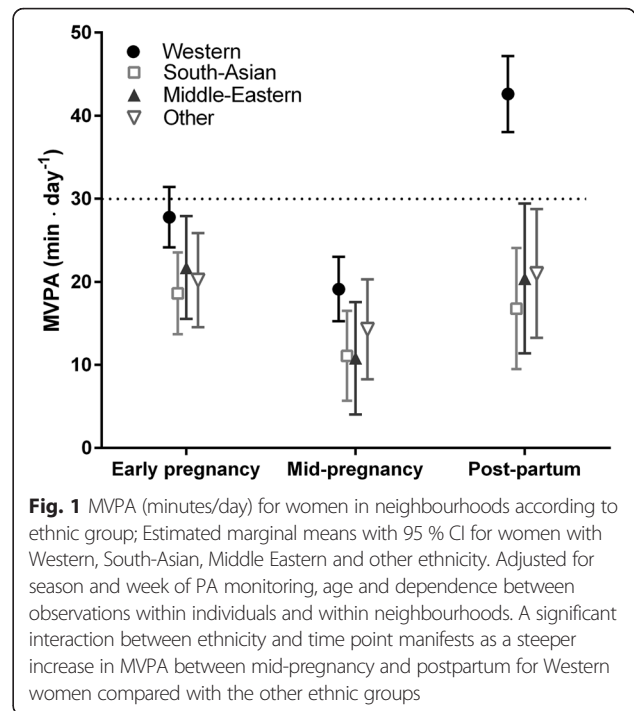 50
40
30
20
10
0
MVPA (min · day⁻¹)
Western
South-Asian
Middle-Eastern
Other
Early pregnancy Mid-pregnancy Post-partum
Fig. 1 MVPA (minutes/day) for women in neighbourhoods according to
ethnic group; Estimated marginal means with 95 % CI for women with
Western, South-Asian, Middle Eastern and other ethnicity. Adjusted for
season and week of PA monitoring, age and dependence between
observations within individuals and within neighbourhoods. A significant
interaction between ethnicity and time point manifests as a steeper
increase in MVPA between mid-pregnancy and postpartum for Western
women compared with the other ethnic groups